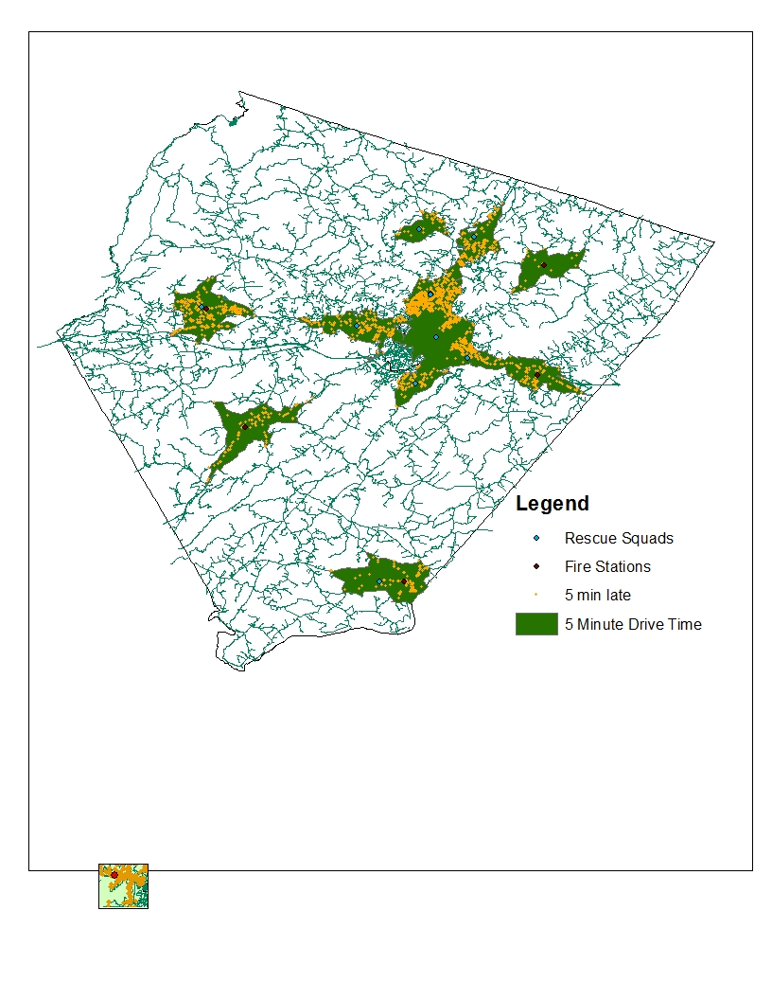 Legend
Rescue Squads
Fire Stations
5 min late
5 Minute Drive Time